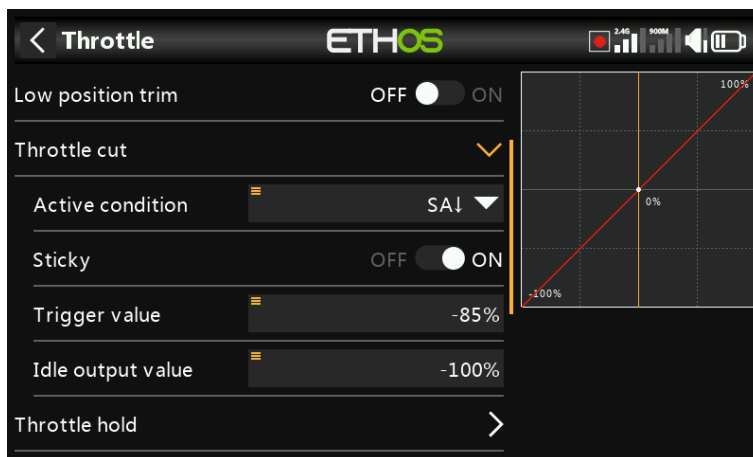 Throttle ETHOS 2.4G 900M
Low position trim OFF ON
Throttle cut
Active condition SA↓
Sticky OFF ON
Trigger value -85%
Idle output value -100%
Throttle hold
100%
0%
-100%